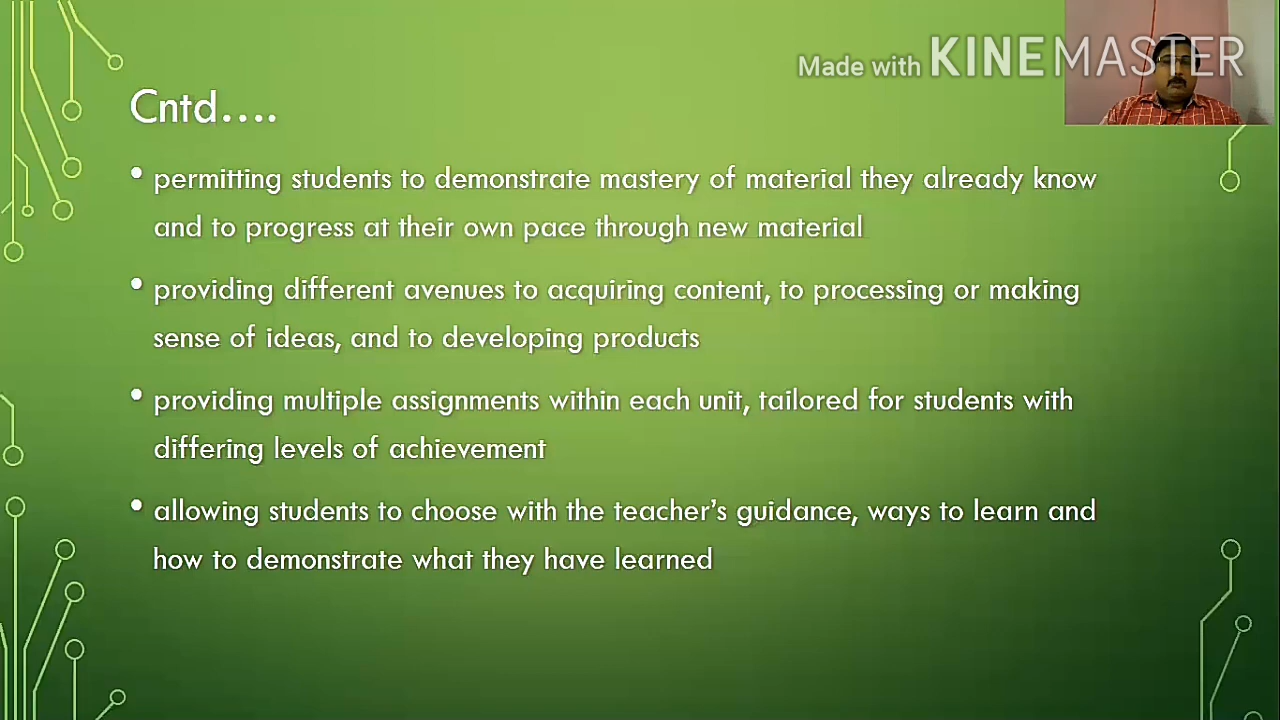 Made with KINEMASTER
Cntd....
• permitting students to demonstrate mastery of material they already know
and to progress at their own pace through new material
• providing different avenues to acquiring content, to processing or making
sense of ideas, and to developing products
• providing multiple assignments within each unit, tailored for students with
differing levels of achievement
• allowing students to choose with the teacher’s guidance, ways to learn and
how to demonstrate what they have learned